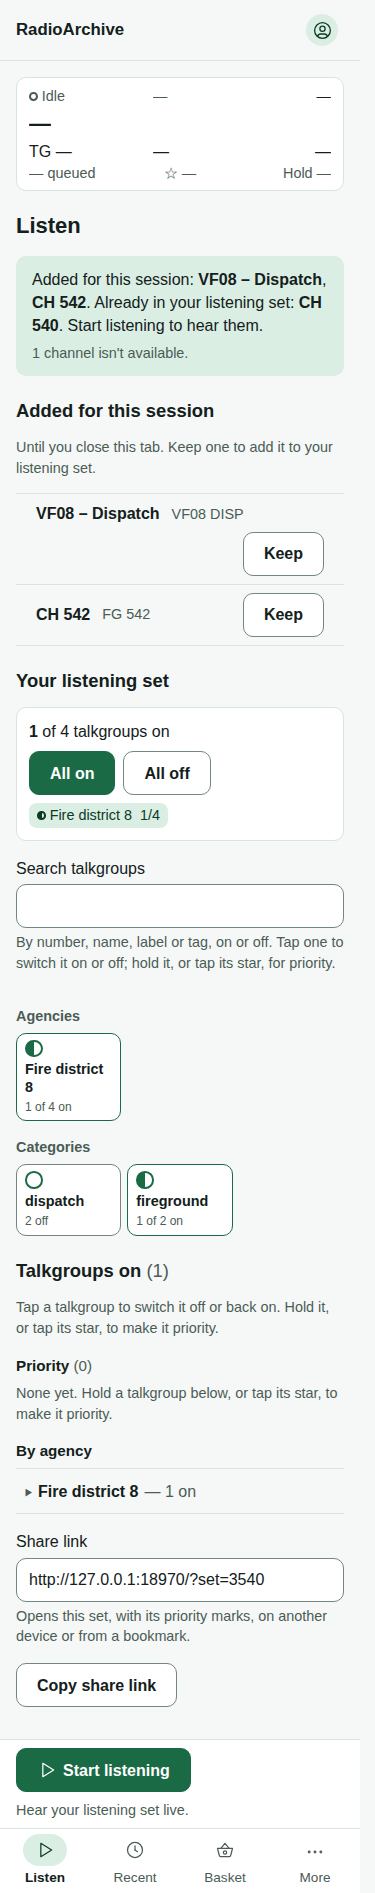 RadioArchive
Idle — —
—
TG — — —
— queued ☆ — Hold —
Listen
Added for this session: VF08 – Dispatch,
CH 542. Already in your listening set: CH
540. Start listening to hear them.
1 channel isn't available.
Added for this session
Until you close this tab. Keep one to add it to your
listening set.
VF08 – Dispatch VF08 DISP
Keep
CH 542 FG 542 Keep
Your listening set
1 of 4 talkgroups on
All on All off
Fire district 8 1/4
Search talkgroups
By number, name, label or tag, on or off. Tap one to
switch it on or off; hold it, or tap its star, for priority.
Agencies
Fire district
8
1 of 4 on
Categories
dispatch fireground
2 off 1 of 2 on
Talkgroups on (1)
Tap a talkgroup to switch it off or back on. Hold it,
or tap its star, to make it priority.
Priority (0)
None yet. Hold a talkgroup below, or tap its star, to
make it priority.
By agency
Fire district 8 — 1 on
Share link
http://127.0.0.1:18970/?set=3540
Opens this set, with its priority marks, on another
device or from a bookmark.
Copy share link
Start listening
Hear your listening set live.
Listen Recent Basket More